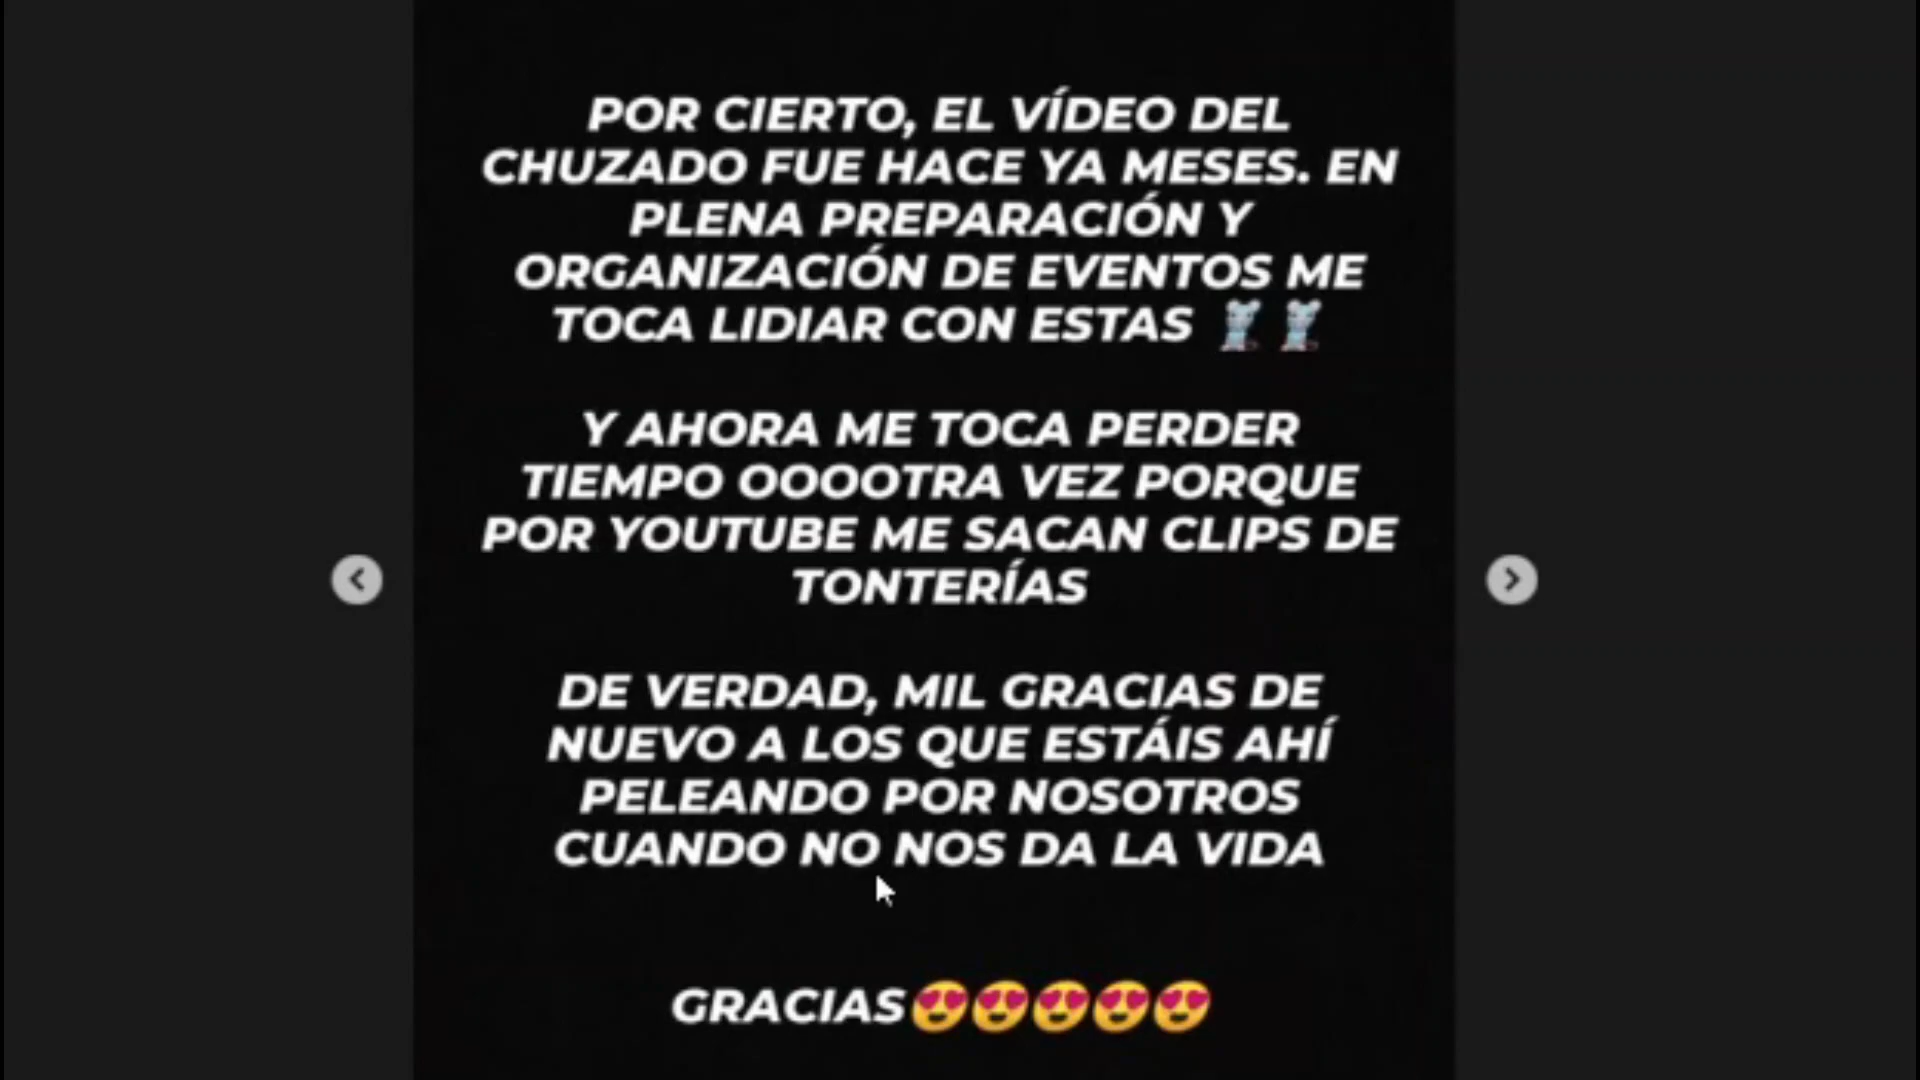 POR CIERTO, EL VÍDEO DEL
CHUZADO FUE HACE YA MESES. EN
PLENA PREPARACIÓN Y
ORGANIZACIÓN DE EVENTOS ME
TOCA LIDIAR CON ESTAS 🐁🐁
Y AHORA ME TOCA PERDER
TIEMPO OOOOTRA VEZ PORQUE
POR YOUTUBE ME SACAN CLIPS DE
TONTERÍAS
DE VERDAD, MIL GRACIAS DE
NUEVO A LOS QUE ESTÁIS AHÍ
PELEANDO POR NOSOTROS
CUANDO NO NOS DA LA VIDA
GRACIAS😍😍😍😍😍